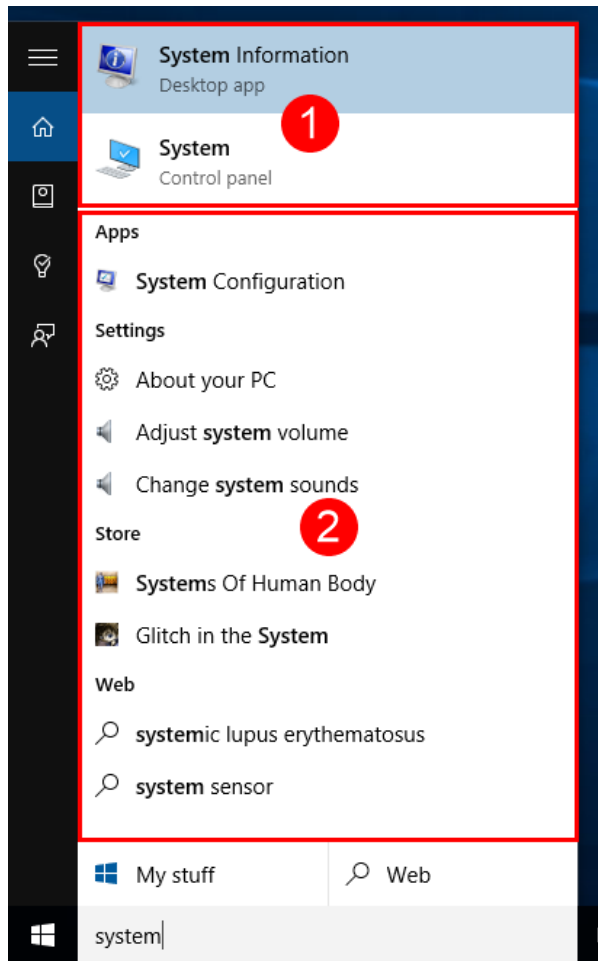 System Information
Desktop app
1
System
Control panel
Apps
System Configuration
Settings
About your PC
Adjust system volume
Change system sounds
2
Store
Systems Of Human Body
Glitch in the System
Web
systemic lupus erythematosus
system sensor
My stuff
Web
system